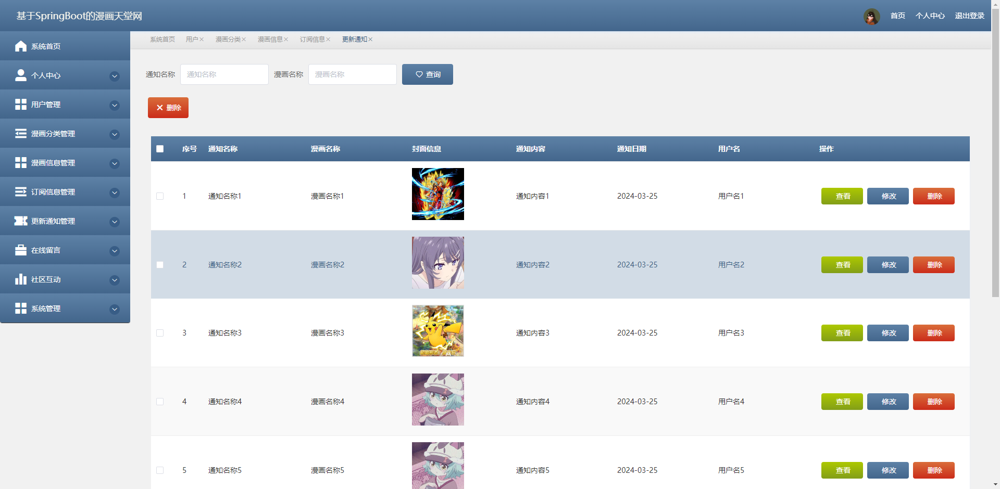 基于SpringBoot的漫画天堂网
首页 个人中心 退出登录
系统首页 用户 漫画分类 漫画信息 订阅信息 更新通知
系统首页
个人中心
用户管理
漫画分类管理
漫画信息管理
订阅信息管理
更新通知管理
在线留言
社区互动
系统管理
通知名称 通知名称 漫画名称 漫画名称 查询
删除
序号 通知名称 漫画名称 封面信息 通知内容 通知日期 用户名 操作
1 通知名称1 漫画名称1 通知内容1 2024-03-25 用户名1 查看 修改 删除
2 通知名称2 漫画名称2 通知内容2 2024-03-25 用户名2 查看 修改 删除
3 通知名称3 漫画名称3 通知内容3 2024-03-25 用户名3 查看 修改 删除
4 通知名称4 漫画名称4 通知内容4 2024-03-25 用户名4 查看 修改 删除
5 通知名称5 漫画名称5 通知内容5 2024-03-25 用户名5 查看 修改 删除